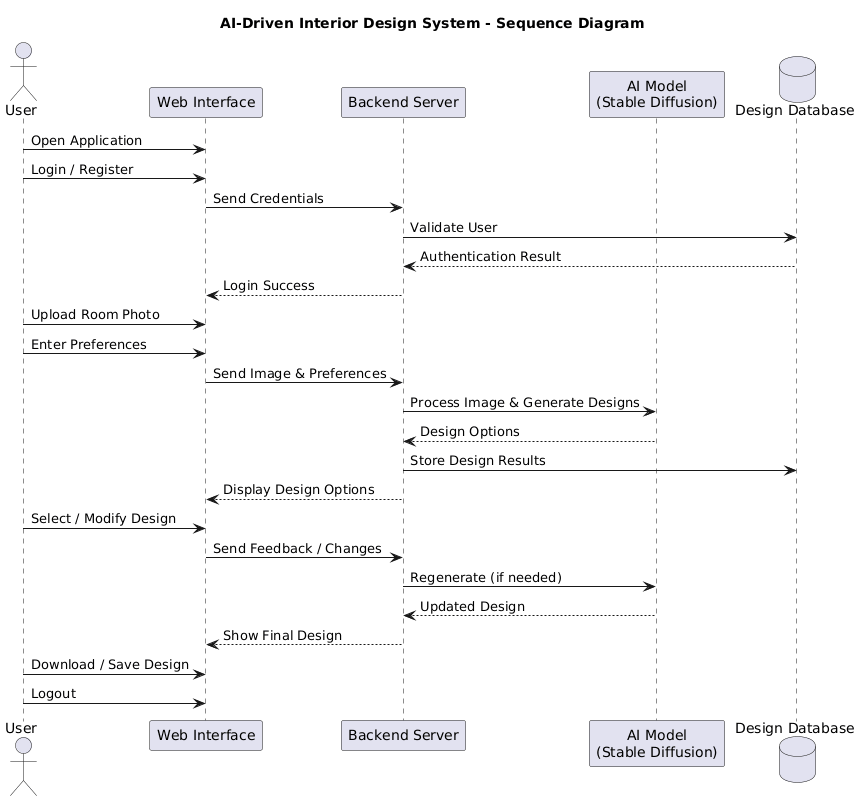 AI-Driven Interior Design System - Sequence Diagram
User
Web Interface
Backend Server
AI Model
(Stable Diffusion)
Design Database
Open Application
Login / Register
Send Credentials
Validate User
Authentication Result
Login Success
Upload Room Photo
Enter Preferences
Send Image & Preferences
Process Image & Generate Designs
Design Options
Store Design Results
Display Design Options
Select / Modify Design
Send Feedback / Changes
Regenerate (if needed)
Updated Design
Show Final Design
Download / Save Design
Logout
User
Web Interface
Backend Server
AI Model
(Stable Diffusion)
Design Database